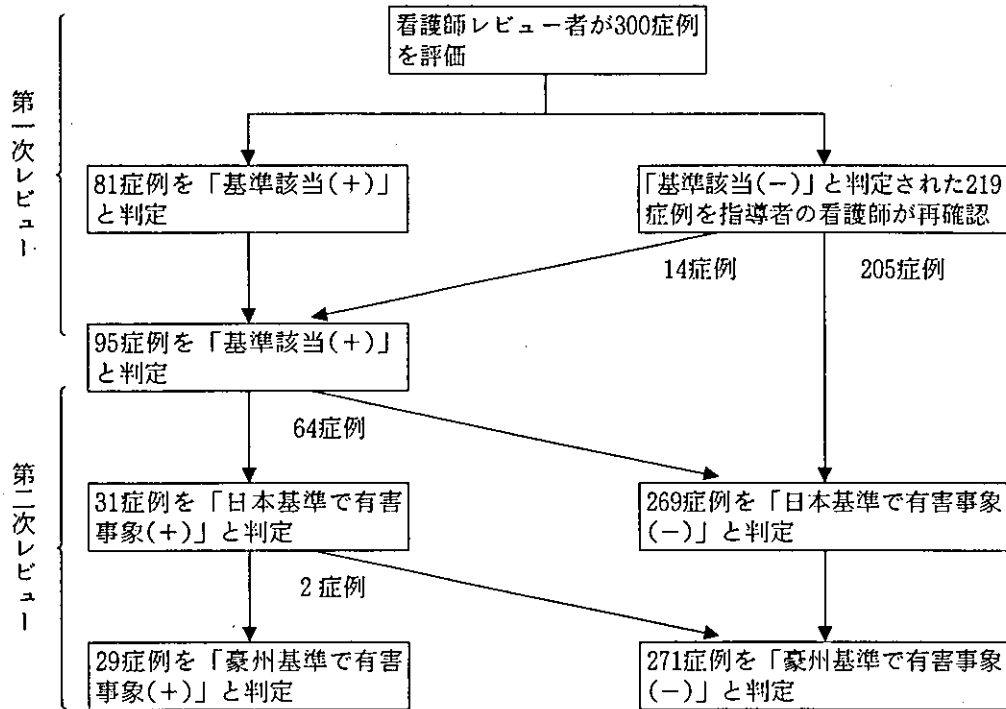 看護師レビュー者が300症例
を評価
第一次レビュー
81症例を「基準該当(+)」
と判定
「基準該当(-)」と判定された219
症例を指導者の看護師が再確認
14症例
205症例
95症例を「基準該当(+)」
と判定
64症例
第二次レビュー
31症例を「日本基準で有害
事象(+)」と判定
269症例を「日本基準で有害事象
(-)」と判定
2症例
29症例を「豪州基準で有害
事象(+)」と判定
271症例を「豪州基準で有害事象
(-)」と判定